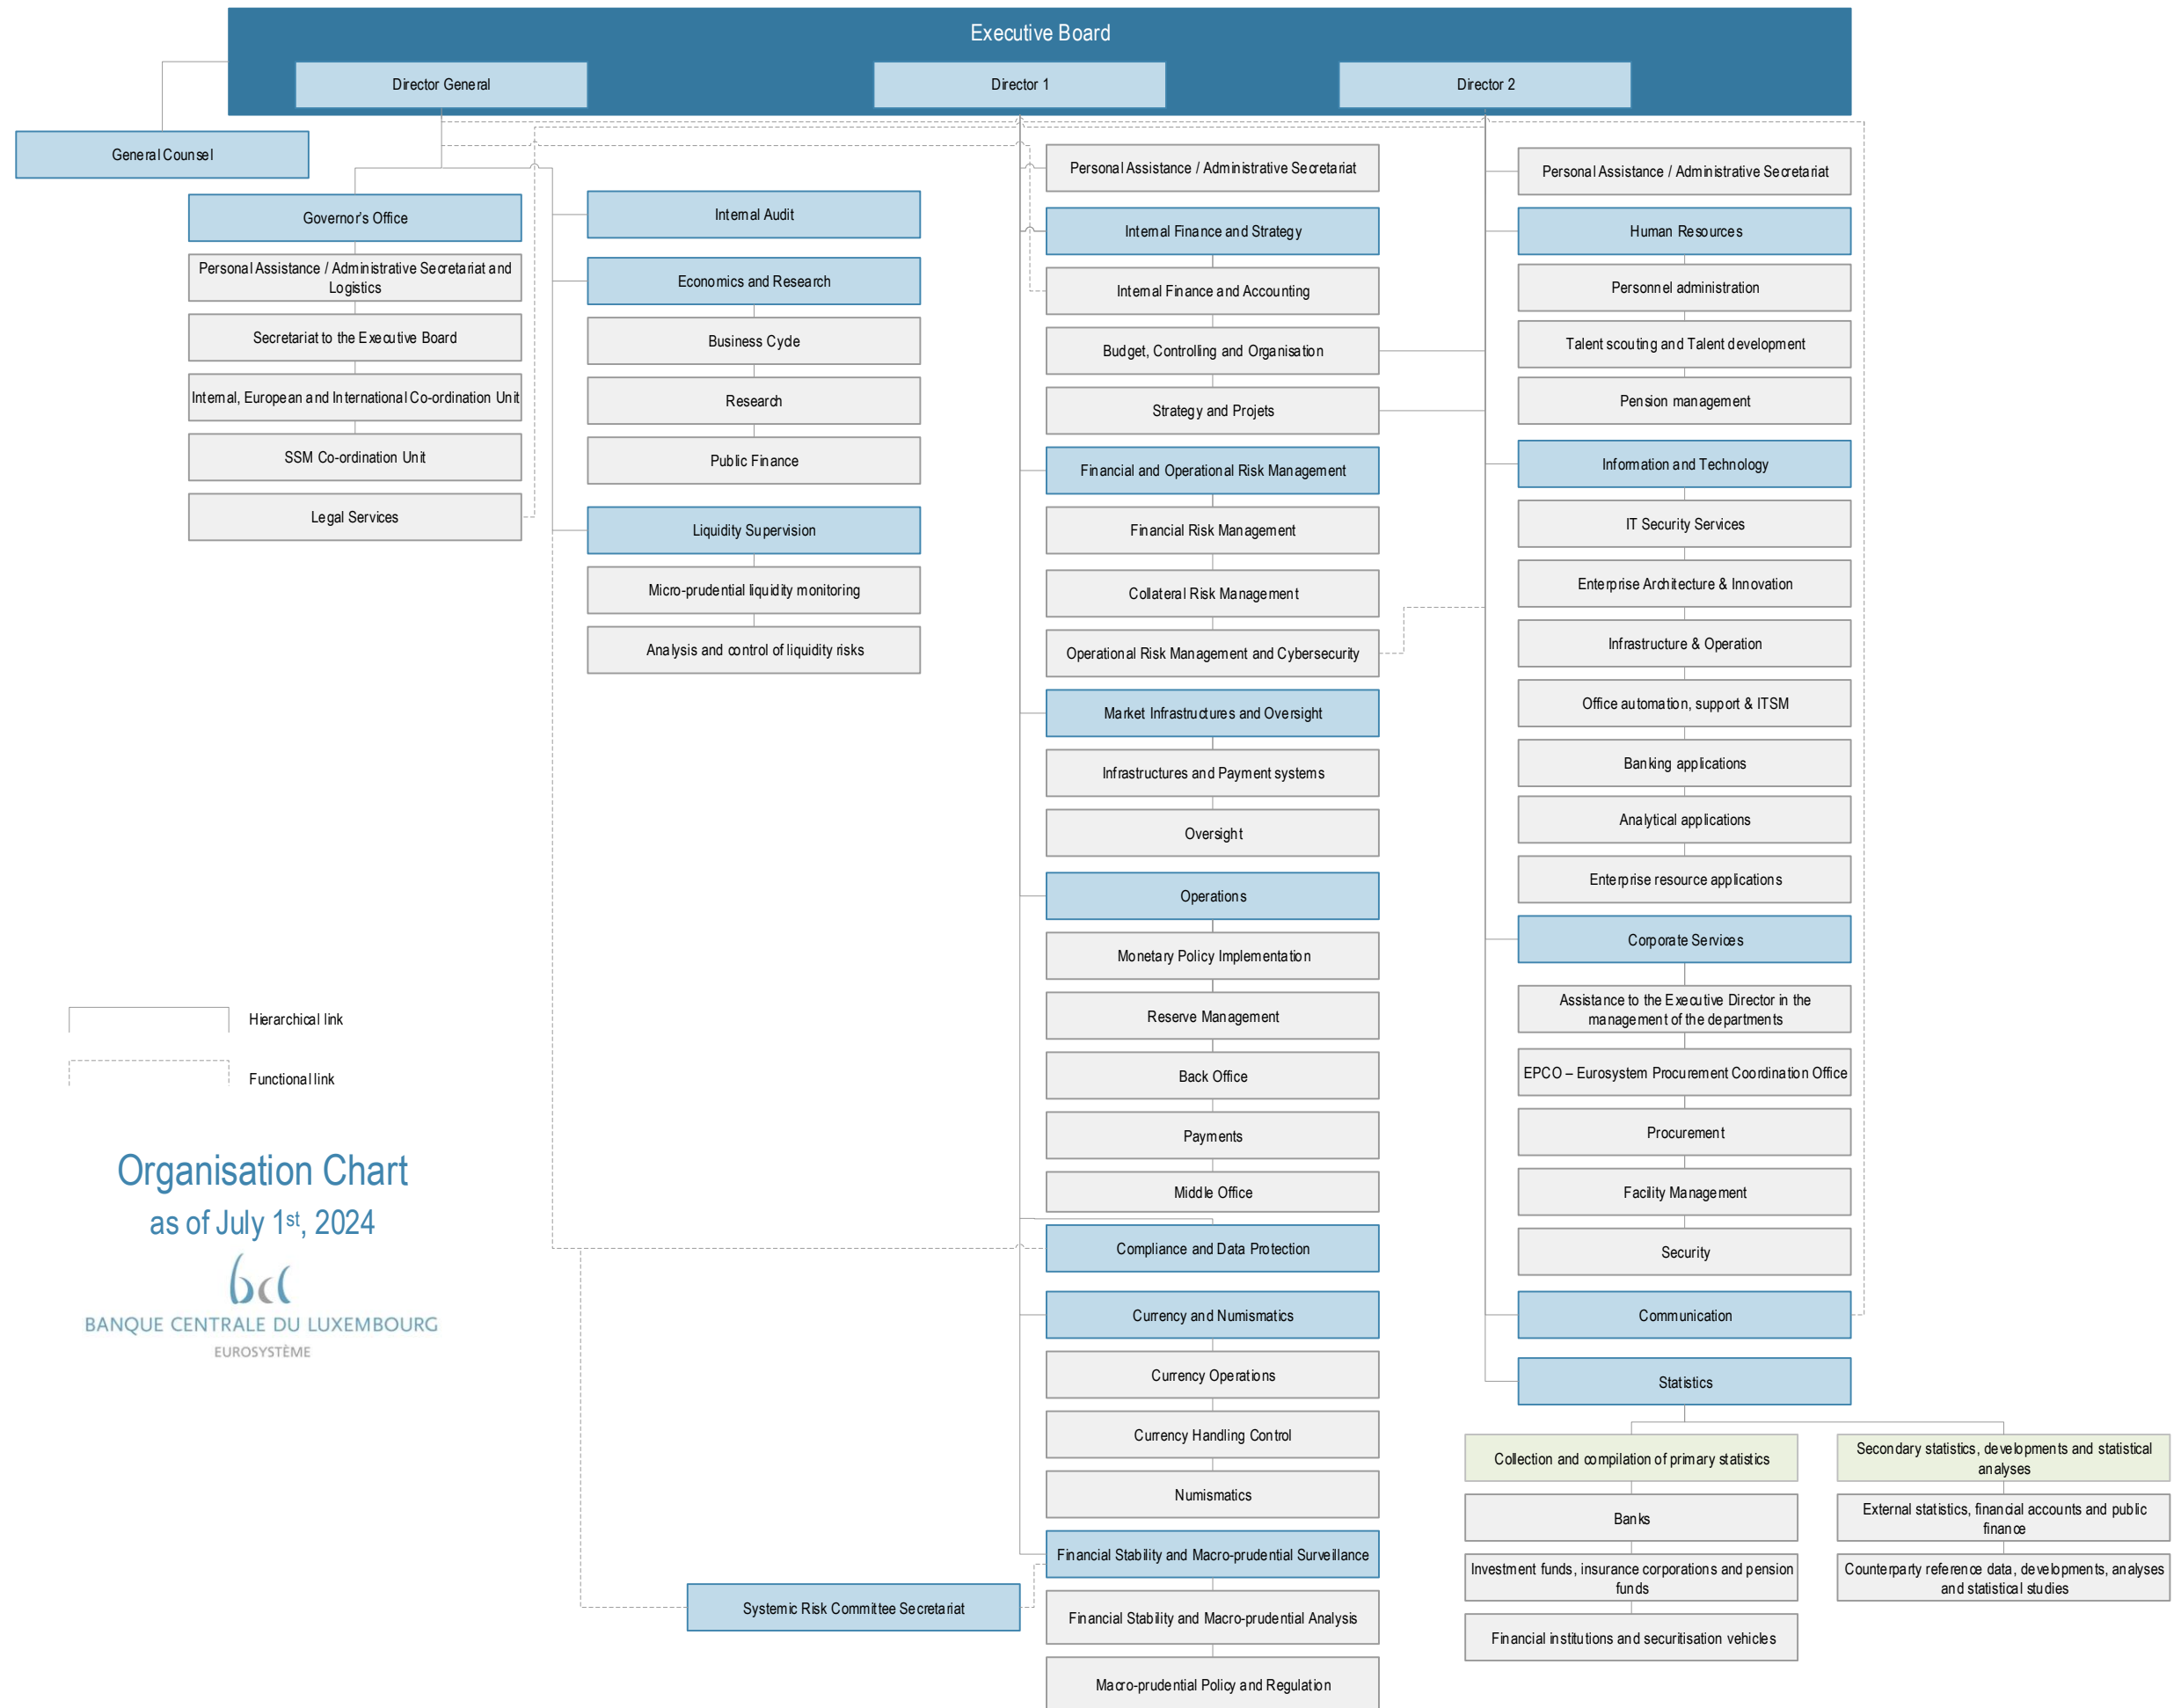 Executive Board
Director General
Director 1
Director 2
General Counsel
Governor's Office
Personal Assistance / Administrative Secretariat and
Logistics
Secretariat to the Executive Board
Internal, European and International Co-ordination Unit
SSM Co-ordination Unit
Legal Services
Internal Audit
Economics and Research
Business Cycle
Research
Public Finance
Liquidity Supervision
Micro-prudential liquidity monitoring
Analysis and control of liquidity risks
Personal Assistance / Administrative Secretariat
Internal Finance and Strategy
Internal Finance and Accounting
Budget, Controlling and Organisation
Strategy and Projets
Financial and Operational Risk Management
Financial Risk Management
Collateral Risk Management
Operational Risk Management and Cybersecurity
Market Infrastructures and Oversight
Infrastructures and Payment systems
Oversight
Operations
Monetary Policy Implementation
Reserve Management
Back Office
Payments
Middle Office
Compliance and Data Protection
Currency and Numismatics
Currency Operations
Currency Handling Control
Numismatics
Financial Stability and Macro-prudential Surveillance
Systemic Risk Committee Secretariat
Financial Stability and Macro-prudential Analysis
Macro-prudential Policy and Regulation
Personal Assistance / Administrative Secretariat
Human Resources
Personnel administration
Talent scouting and Talent development
Pension management
Information and Technology
IT Security Services
Enterprise Architecture & Innovation
Infrastructure & Operation
Office automation, support & ITSM
Banking applications
Analytical applications
Enterprise resource applications
Corporate Services
Assistance to the Executive Director in the
management of the departments
EPCO – Eurosystem Procurement Coordination Office
Procurement
Facility Management
Security
Communication
Statistics
Collection and compilation of primary statistics
Banks
Investment funds, insurance corporations and pension
funds
Financial institutions and securitisation vehicles
Secondary statistics, developments and statistical
analyses
External statistics, financial accounts and public
finance
Counterparty reference data, developments, analyses
and statistical studies
Hierarchical link
Functional link
Organisation Chart
as of July 1st, 2024
bcl
BANQUE CENTRALE DU LUXEMBOURG
EUROSYSTÈME